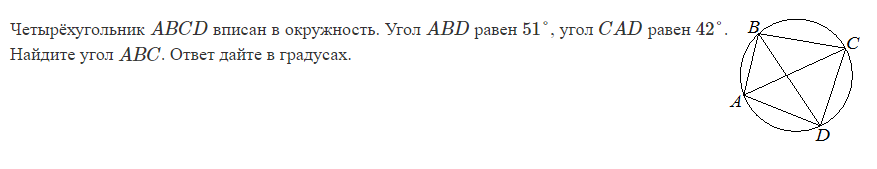 Четырёхугольник ABCD вписан в окружность. Угол ABD равен 51°, угол CAD равен 42°.
Найдите угол ABC. Ответ дайте в градусах.
B
C
A
D